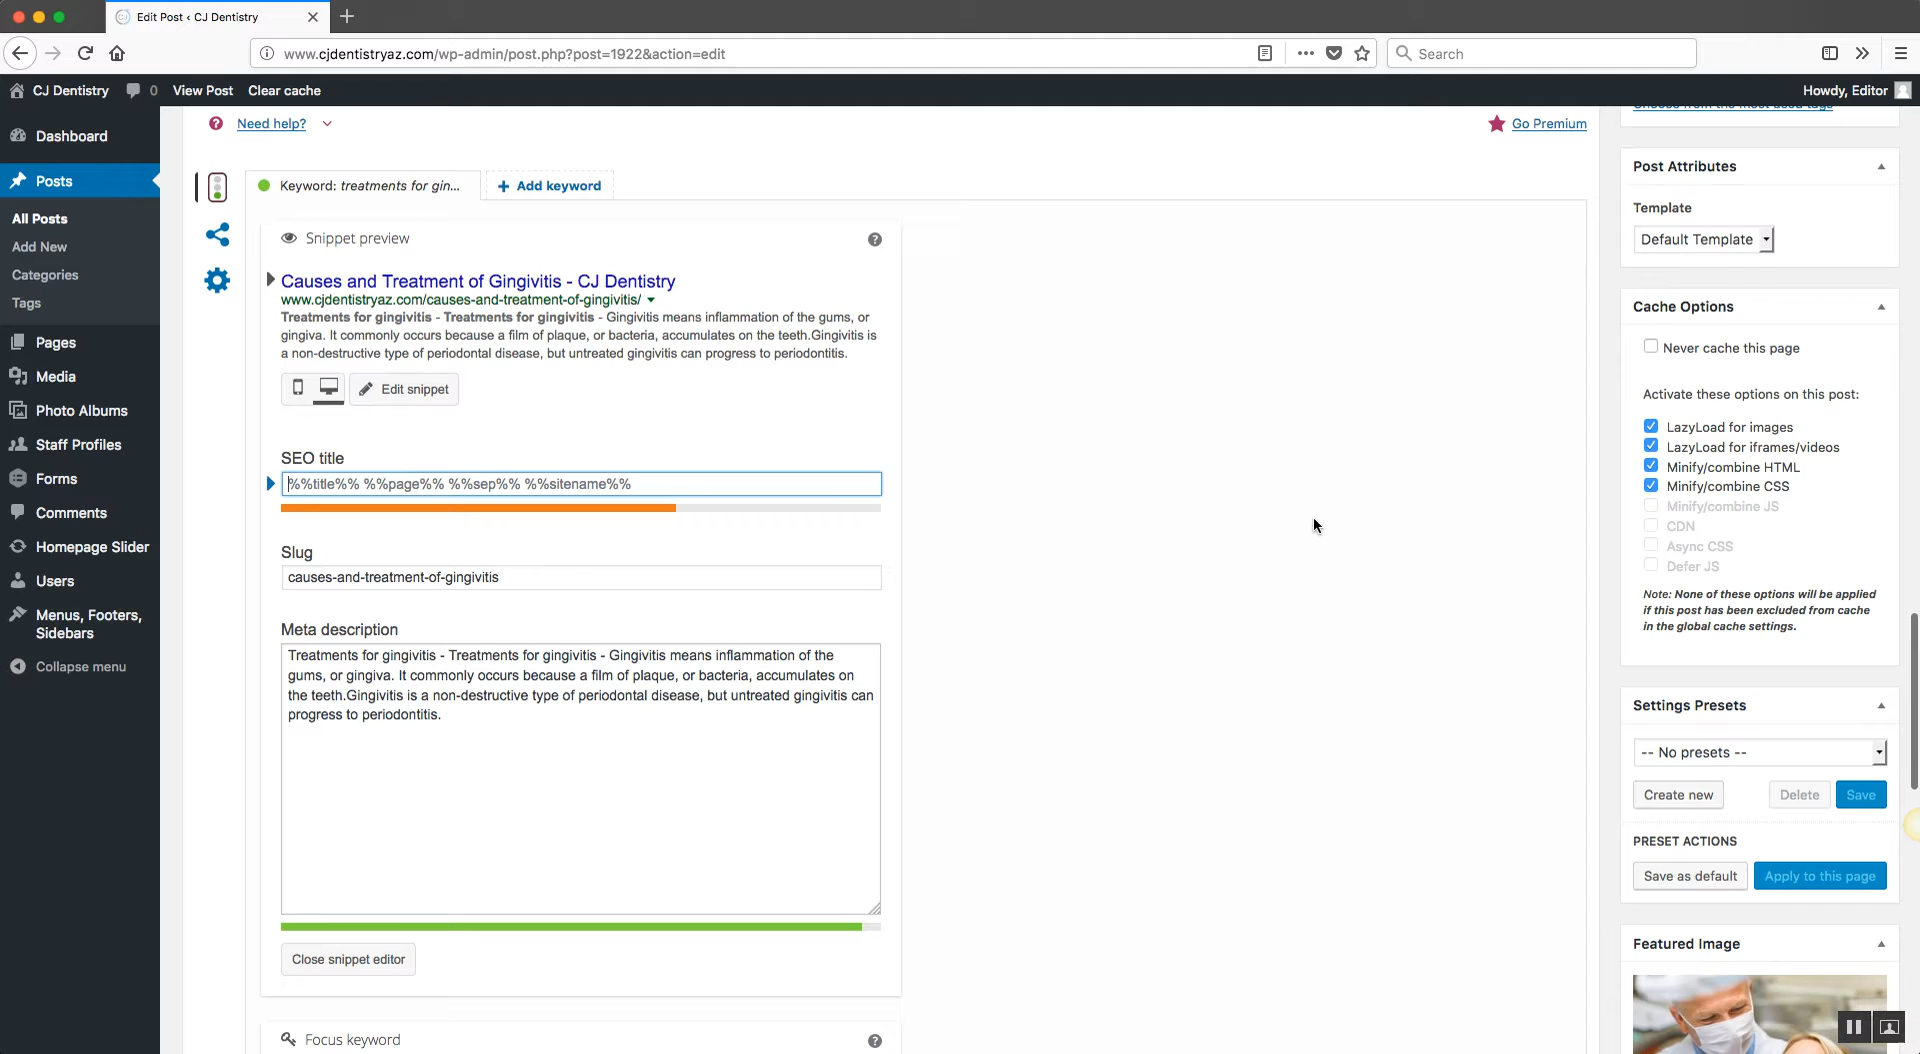 Edit Post ‹ CJ Dentistry
www.cjdentistryaz.com/wp-admin/post.php?post=1922&action=edit
Search
CJ Dentistry
0
View Post
Clear cache
Howdy, Editor
Dashboard
Posts
All Posts
Add New
Categories
Tags
Pages
Media
Photo Albums
Staff Profiles
Forms
Comments
Homepage Slider
Users
Menus, Footers,
Sidebars
Collapse menu
Need help?
Go Premium
Keyword: treatments for gin...
+ Add keyword
Snippet preview
Causes and Treatment of Gingivitis - CJ Dentistry
www.cjdentistryaz.com/causes-and-treatment-of-gingivitis/
Treatments for gingivitis - Treatments for gingivitis - Gingivitis means inflammation of the gums, or
gingiva. It commonly occurs because a film of plaque, or bacteria, accumulates on the teeth.Gingivitis is
a non-destructive type of periodontal disease, but untreated gingivitis can progress to periodontitis.
Edit snippet
SEO title
%%title%% %%page%% %%sep%% %%sitename%%
Slug
causes-and-treatment-of-gingivitis
Meta description
Treatments for gingivitis - Treatments for gingivitis - Gingivitis means inflammation of the
gums, or gingiva. It commonly occurs because a film of plaque, or bacteria, accumulates on
the teeth.Gingivitis is a non-destructive type of periodontal disease, but untreated gingivitis can
progress to periodontitis.
Close snippet editor
Focus keyword
Choose from the most used tags
Post Attributes
Template
Default Template
Cache Options
Never cache this page
Activate these options on this post:
LazyLoad for images
LazyLoad for iframes/videos
Minify/combine HTML
Minify/combine CSS
Minify/combine JS
CDN
Async CSS
Defer JS
Note: None of these options will be applied
if this post has been excluded from cache
in the global cache settings.
Settings Presets
-- No presets --
Create new
Delete
Save
PRESET ACTIONS
Save as default
Apply to this page
Featured Image